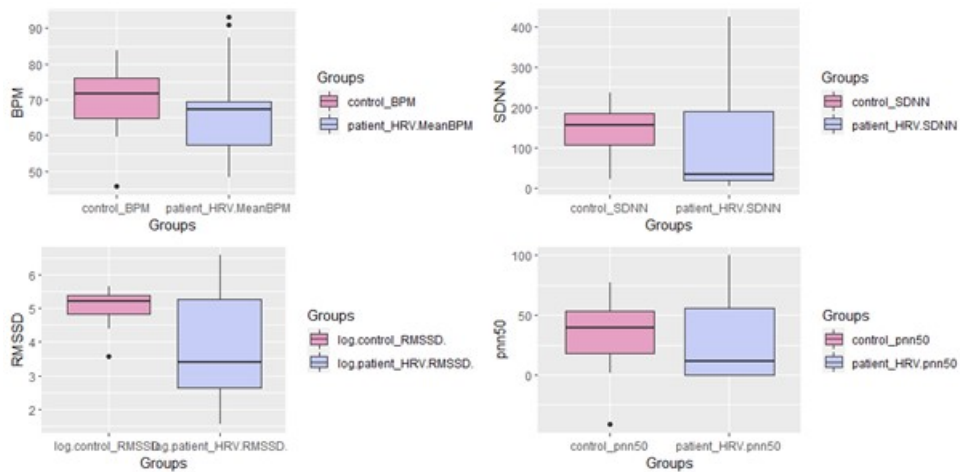 BPM
90
80
70
60
50
control_BPM
patient_HRV.MeanBPM
Groups
Groups
control_BPM
patient_HRV.MeanBPM
SDNN
400
300
200
100
0
control_SDNN
patient_HRV.SDNN
Groups
Groups
control_SDNN
patient_HRV.SDNN
RMSSD
6
5
4
3
2
log.control_RMSSD
patient_HRV.RMSSD.
Groups
Groups
log.control_RMSSD.
log.patient_HRV.RMSSD.
pnn50
50
0
control_pnn50
patient_HRV.pnn50
Groups
Groups
control_pnn50
patient_HRV.pnn50